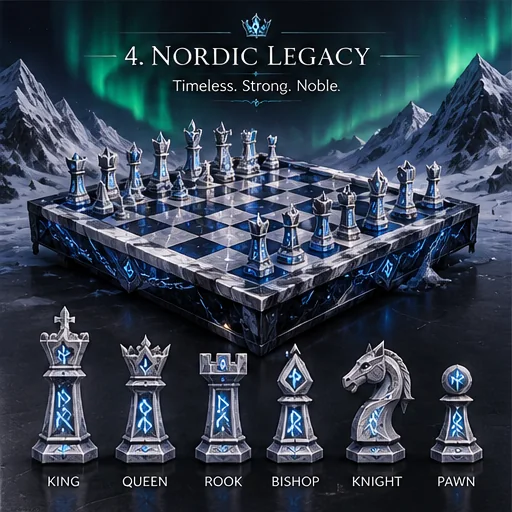 4. NORDIC LEGACY
Timeless. Strong. Noble.
KING QUEEN ROOK BISHOP KNIGHT PAWN